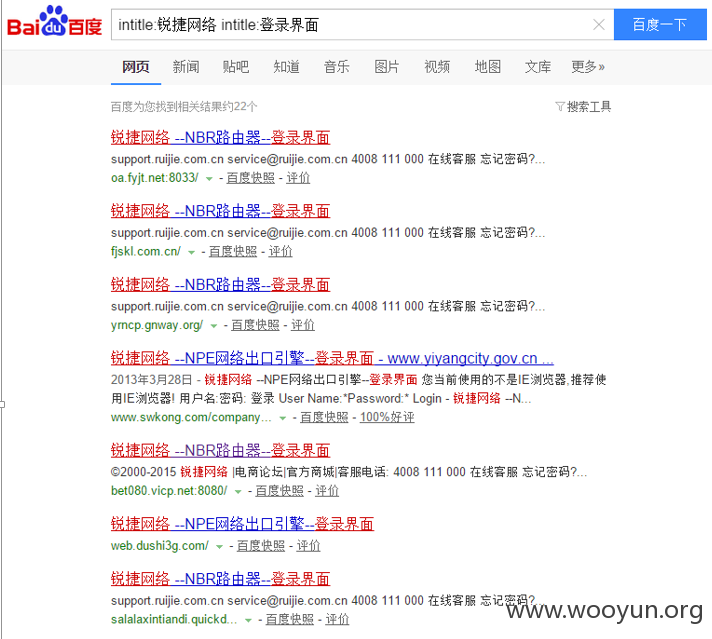 Bai du 百度 intitle:锐捷网络 intitle:登录界面 百度一下
网页 新闻 贴吧 知道 音乐 图片 视频 地图 文库 更多»
百度为您找到相关结果约22个 搜索工具
锐捷网络 --NBR路由器--登录界面
support.ruijie.com.cn service@ruijie.com.cn 4008 111 000 在线客服 忘记密码?...
oa.fyjt.net:8033/ - 百度快照 - 评价
锐捷网络 --NBR路由器--登录界面
support.ruijie.com.cn service@ruijie.com.cn 4008 111 000 在线客服 忘记密码?...
fjskl.com.cn/ - 百度快照 - 评价
锐捷网络 --NBR路由器--登录界面
support.ruijie.com.cn service@ruijie.com.cn 4008 111 000 在线客服 忘记密码?...
yrncp.gnway.org/ - 百度快照 - 评价
锐捷网络 --NPE网络出口引擎--登录界面 - www.yiyangcity.gov.cn ...
2013年3月28日 - 锐捷网络 --NPE网络出口引擎--登录界面 您当前使用的不是IE浏览器,推荐使
用IE浏览器! 用户名:密码: 登录 User Name:*Password:* Login - 锐捷网络 --N...
www.swkong.com/company... - 百度快照 - 100%好评
锐捷网络 --NBR路由器--登录界面
©2000-2015 锐捷网络 |电商论坛|官方商城|客服电话: 4008 111 000 在线客服 忘记密码?...
bet080.vicp.net:8080/ - 百度快照 - 评价
锐捷网络 --NPE网络出口引擎--登录界面
web.dushi3g.com/ - 百度快照 - 评价
锐捷网络 --NBR路由器--登录界面
support.ruijie.com.cn service@ruijie.com.cn 4008 111 000 在线客服 忘记密码?...
salalaxintiandi.quickd... - 百度快照 - 评价
www.wooyun.org